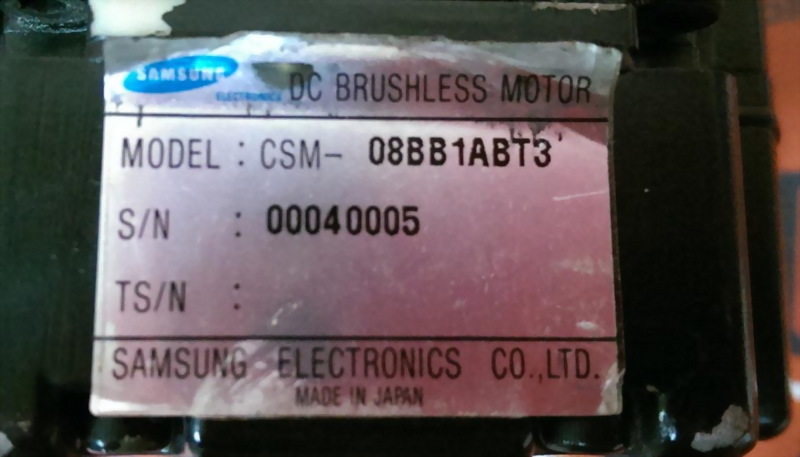 SAMSUNG
ELECTRONICS DC BRUSHLESS MOTOR
MODEL : CSM- 08BB1ABT3
S/N : 00040005
TS/N :
SAMSUNG ELECTRONICS CO.,LTD.
MADE IN JAPAN